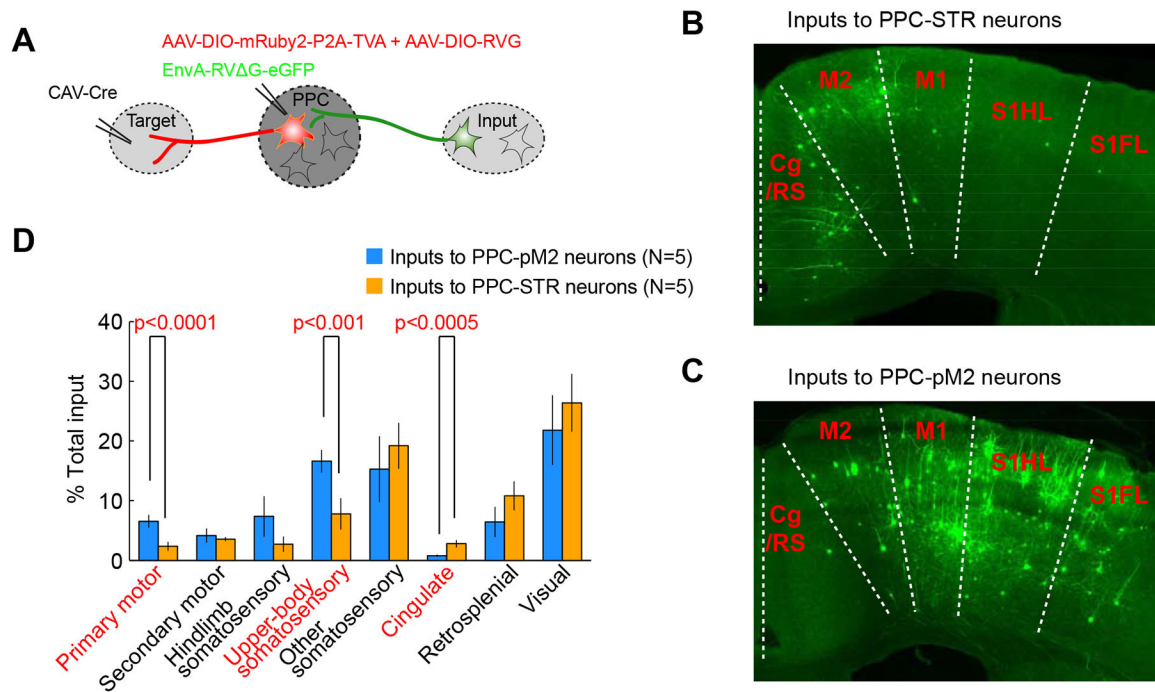 A
AAV-DIO-mRuby2-P2A-TVA + AAV-DIO-RVG
EnvA-RVΔG-eGFP
CAV-Cre
Target
PPC
Input
B
Inputs to PPC-STR neurons
M2
M1
S1HL
S1FL
Cg
/RS
C
Inputs to PPC-pM2 neurons
M2
M1
S1HL
S1FL
Cg
/RS
D
Inputs to PPC-pM2 neurons (N=5)
Inputs to PPC-STR neurons (N=5)
p<0.0001
p<0.001
p<0.0005
% Total input
40
30
20
10
0
Primary motor
Secondary motor
Hindlimb
somatosensory
Upper-body
somatosensory
Other
somatosensory
Cingulate
Retrosplenial
Visual